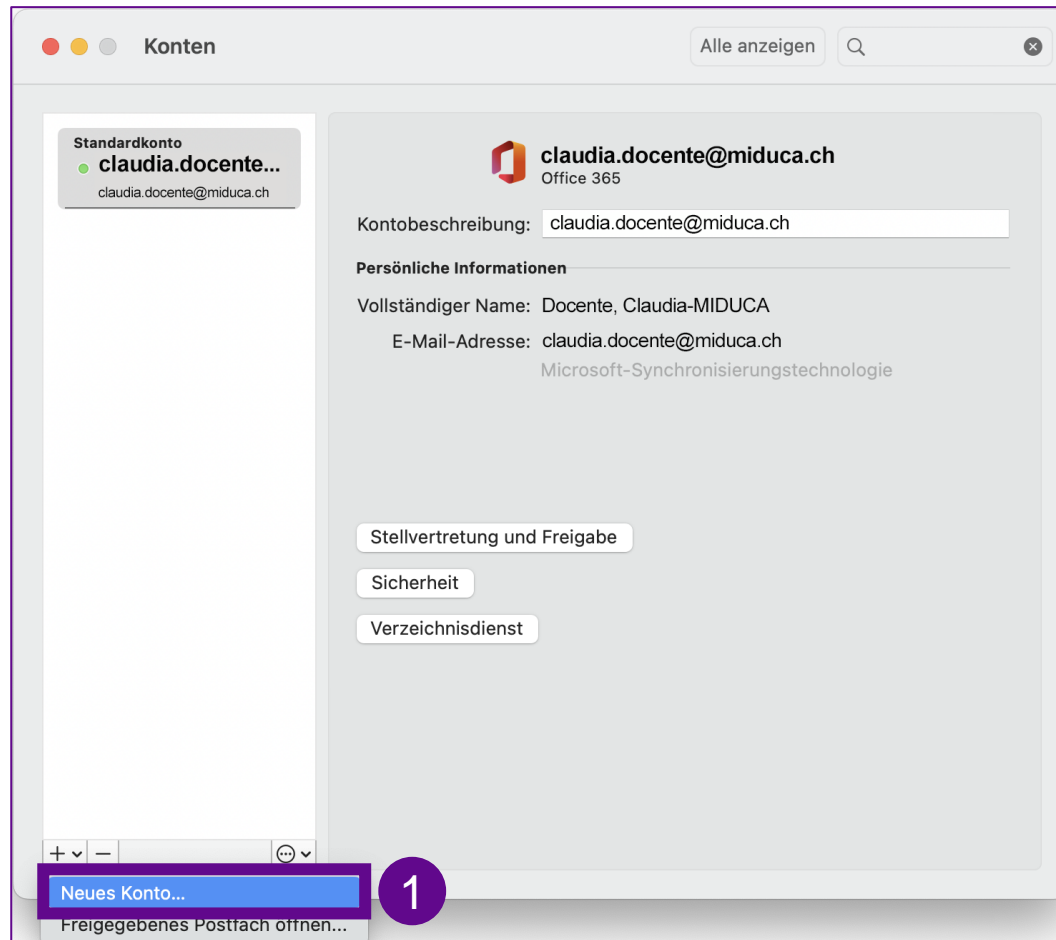 Konten
Alle anzeigen
Standardkonto
claudia.docente...
claudia.docente@miduca.ch
claudia.docente@miduca.ch
Office 365
Kontobeschreibung: claudia.docente@miduca.ch
Persönliche Informationen
Vollständiger Name: Docente, Claudia-MIDUCA
E-Mail-Adresse: claudia.docente@miduca.ch
Microsoft-Synchronisierungstechnologie
Stellvertretung und Freigabe
Sicherheit
Verzeichnisdienst
Neues Konto...
1
Freigegebenes Postfach öffnen...